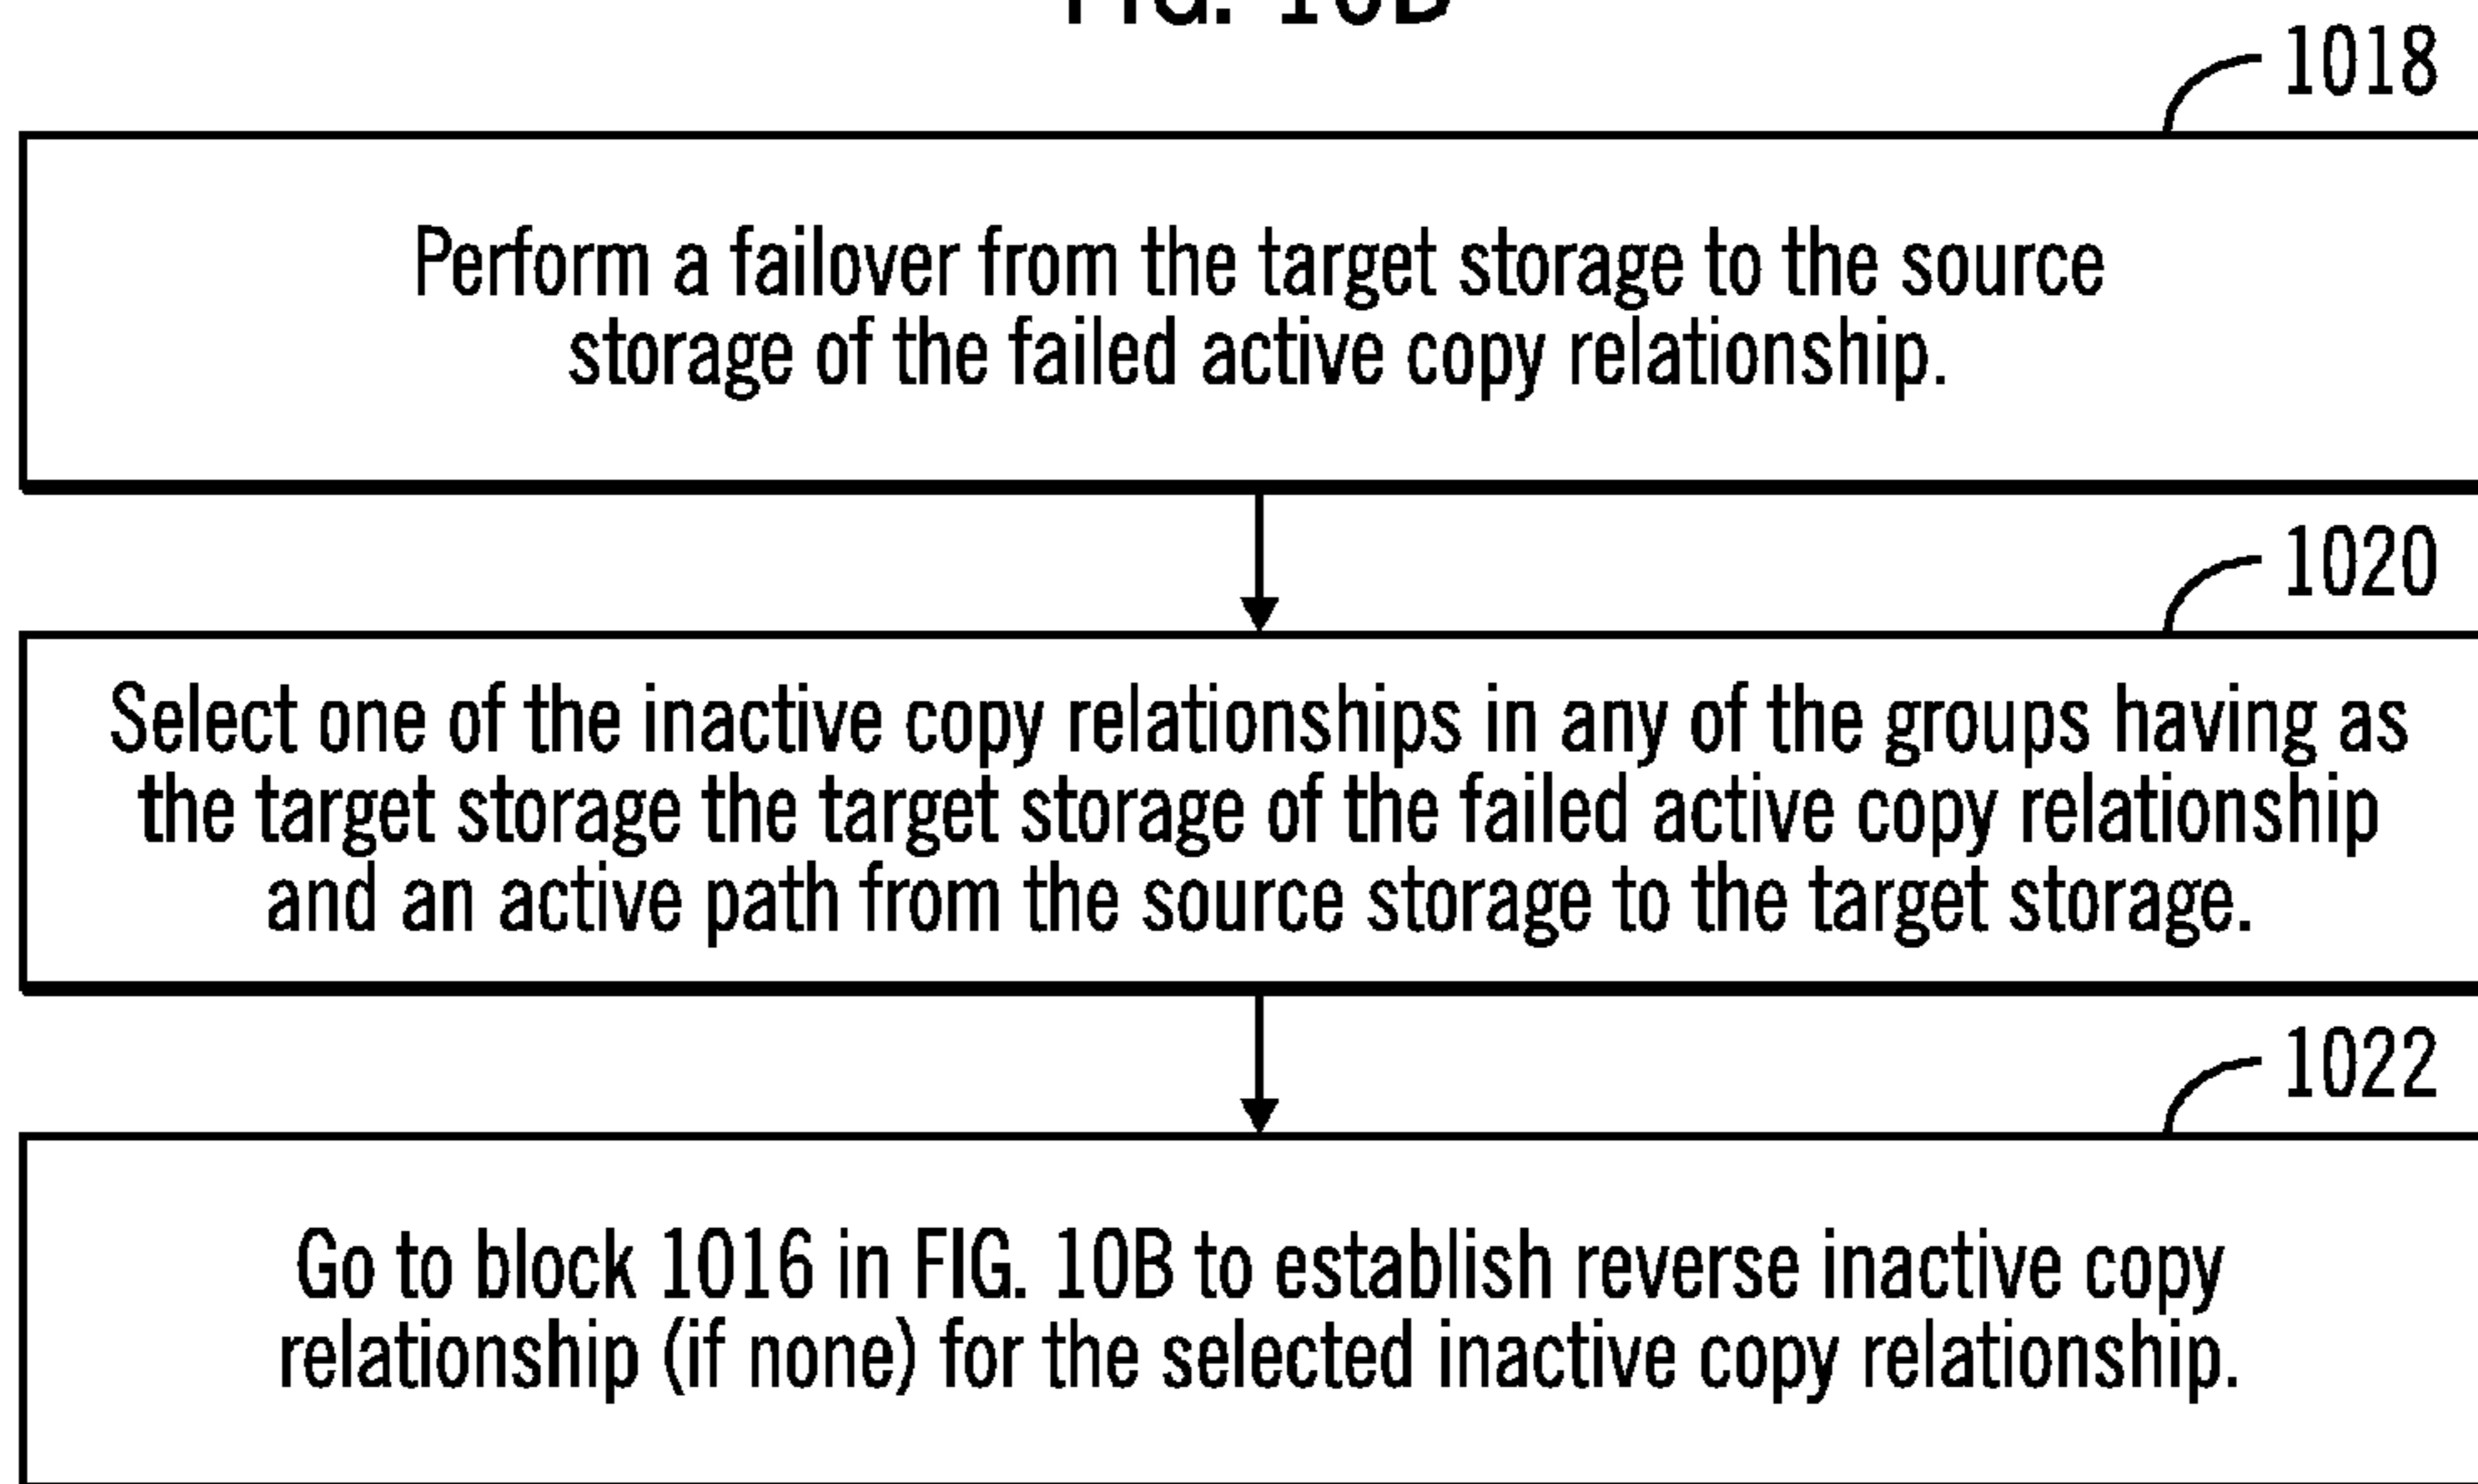 1018
Perform a failover from the target storage to the source
storage of the failed active copy relationship.
1020
Select one of the inactive copy relationships in any of the groups having as
the target storage the target storage of the failed active copy relationship
and an active path from the source storage to the target storage.
1022
Go to block 1016 in FIG. 10B to establish reverse inactive copy
relationship (if none) for the selected inactive copy relationship.